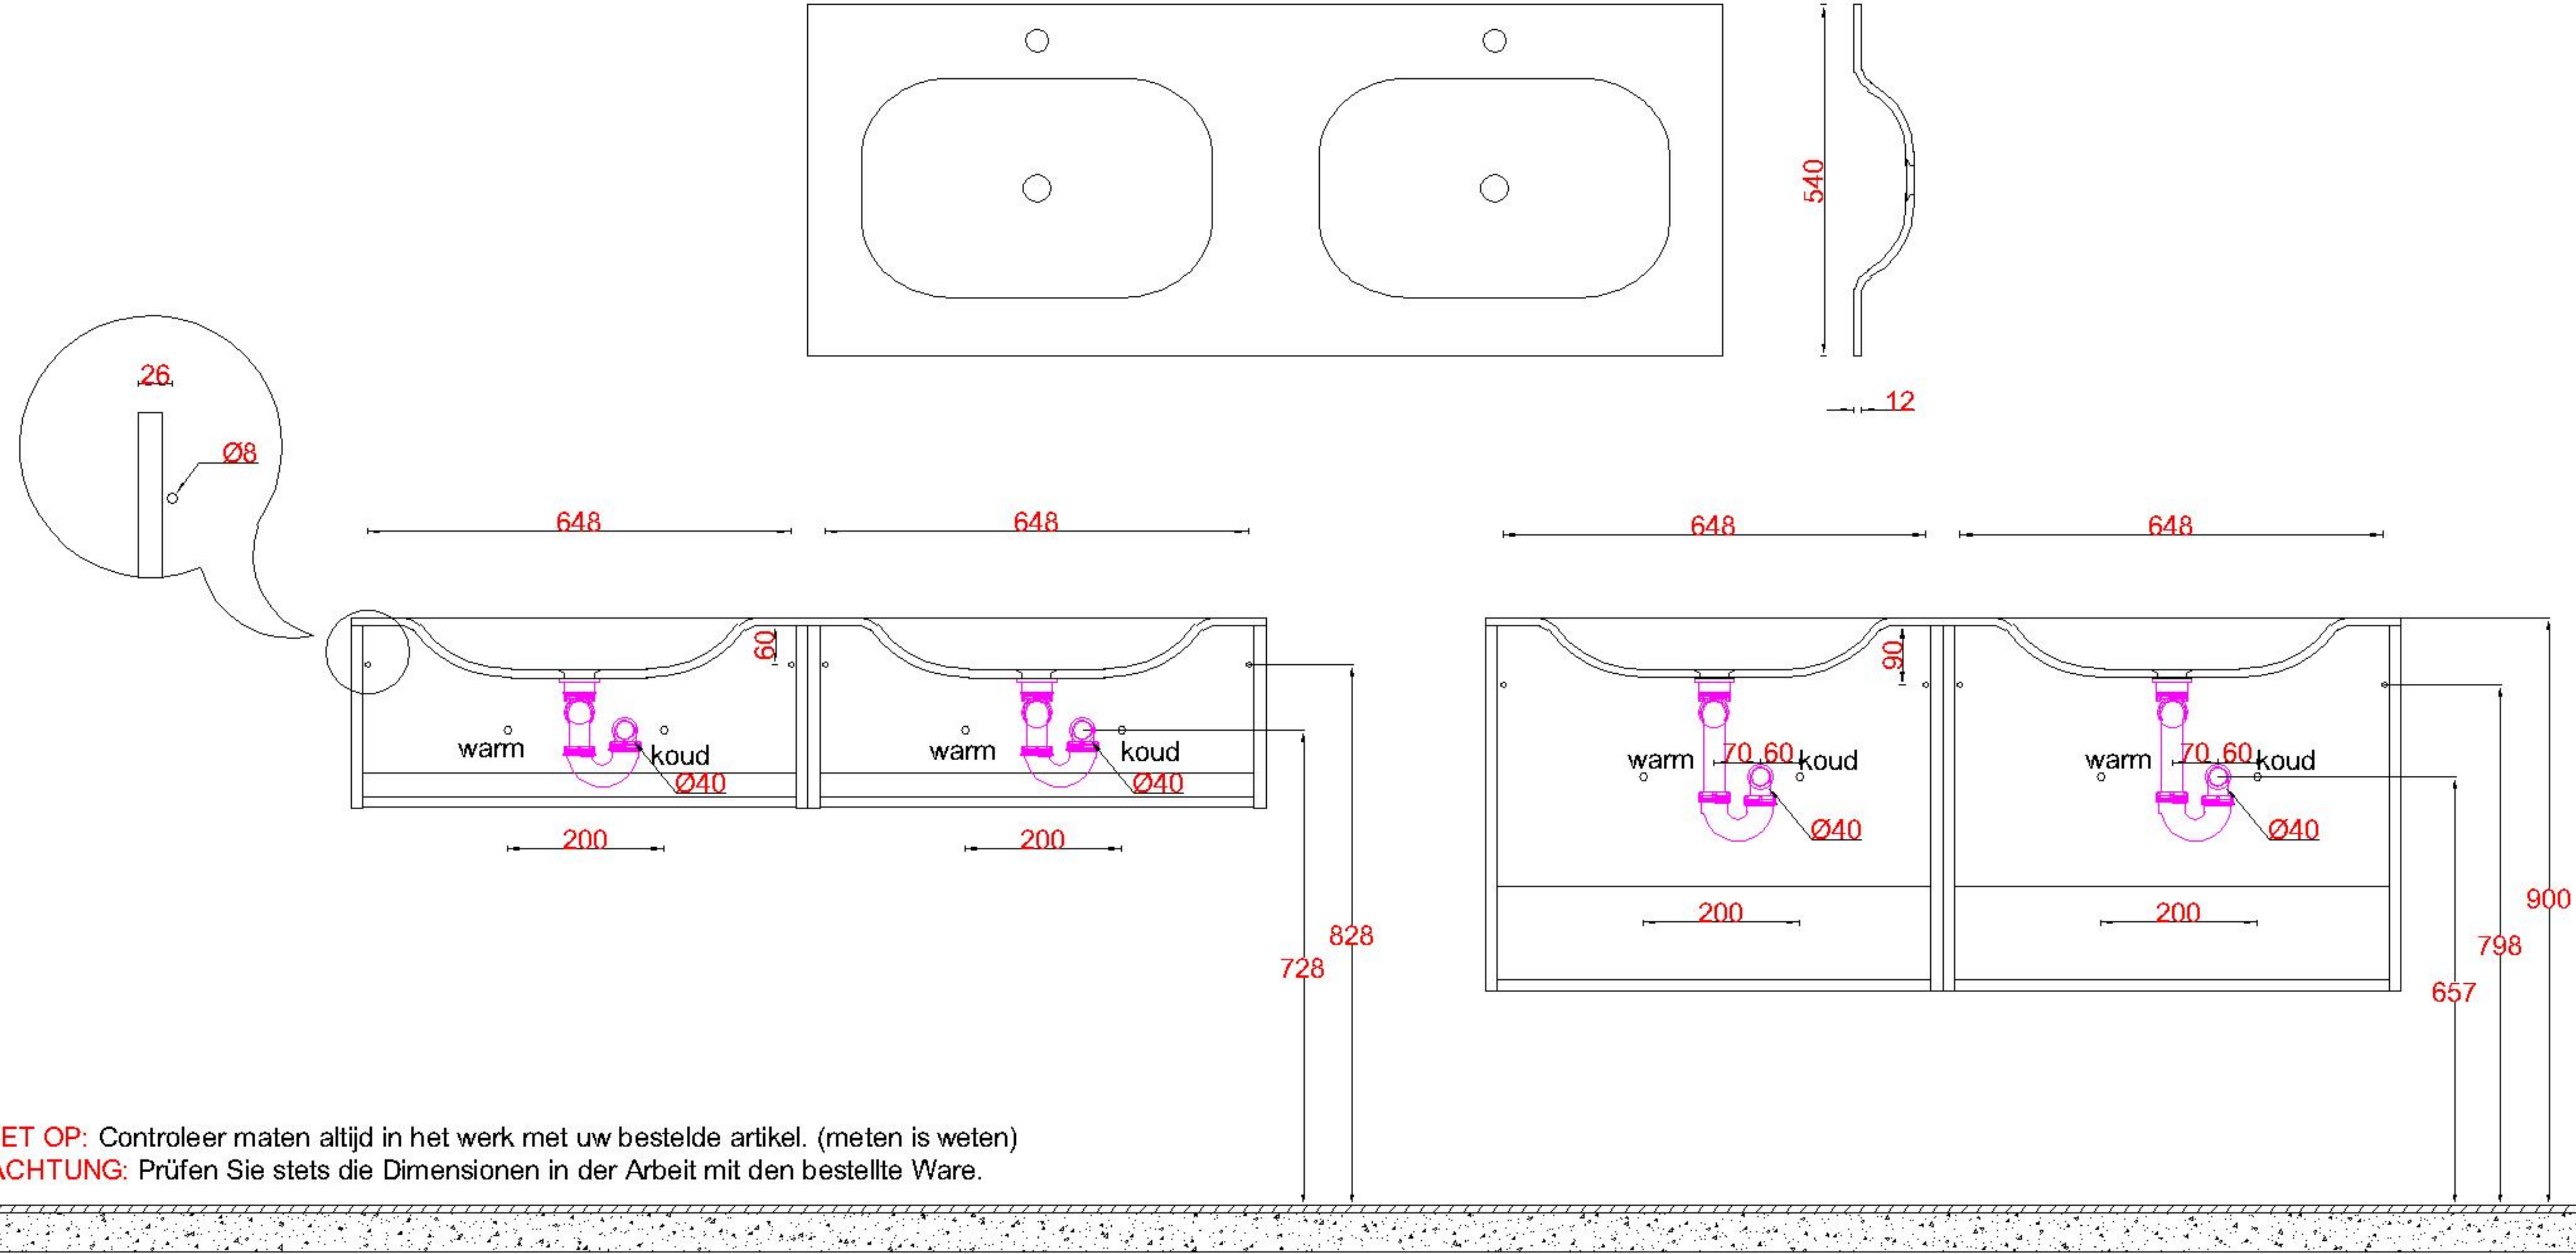 540
12
26
Ø8
648
648
648
648
60
90
warm
koud
Ø40
warm
koud
Ø40
warm
70 60
koud
Ø40
warm
70 60
koud
Ø40
200
200
200
200
728
828
657
798
900
ET OP: Controleer maten altijd in het werk met uw bestelde artikel. (meten is weten)
ACHTUNG: Prüfen Sie stets die Dimensionen in der Arbeit mit den bestellte Ware.